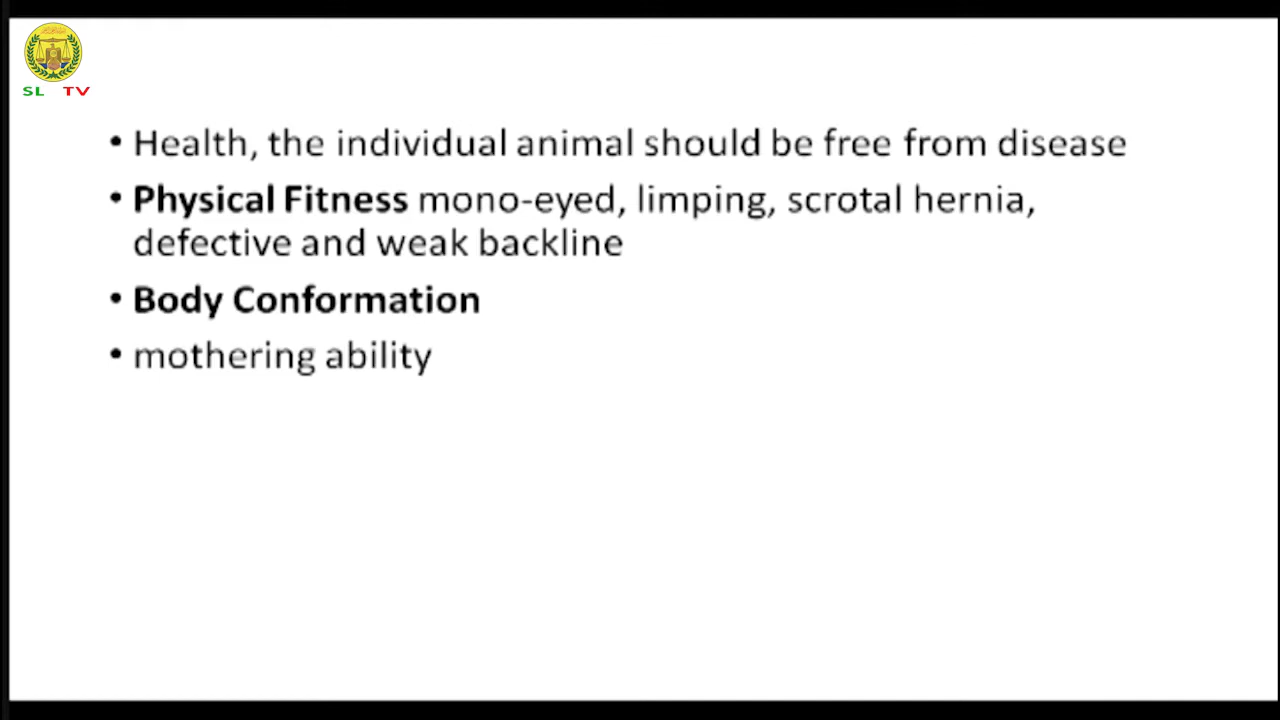 SL TV
• Health, the individual animal should be free from disease
• Physical Fitness mono-eyed, limping, scrotal hernia,
defective and weak backline
• Body Conformation
• mothering ability